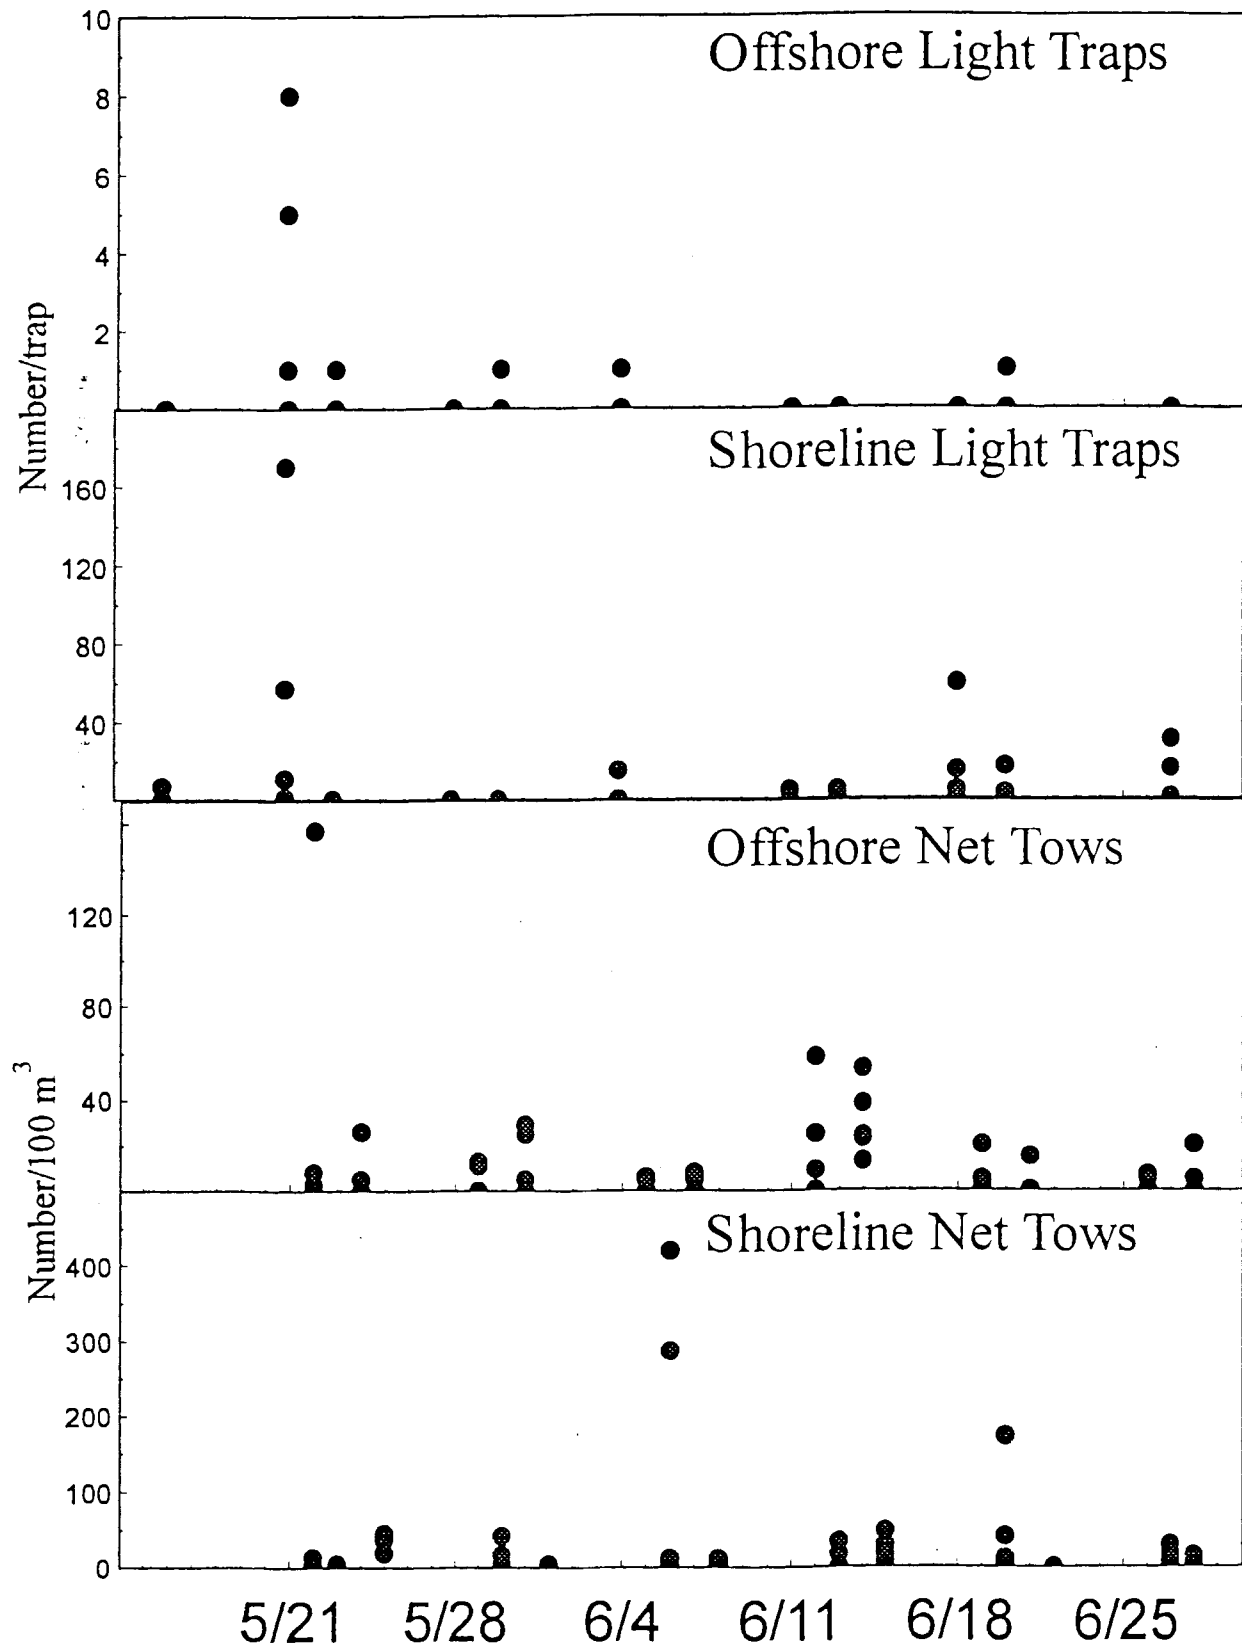 10
Offshore Light Traps
8
6
4
2
Number/trap
Shoreline Light Traps
160
120
80
40
Offshore Net Tows
120
80
40
Number/100 m³
Shoreline Net Tows
400
300
200
100
0
5/21 5/28 6/4 6/11 6/18 6/25